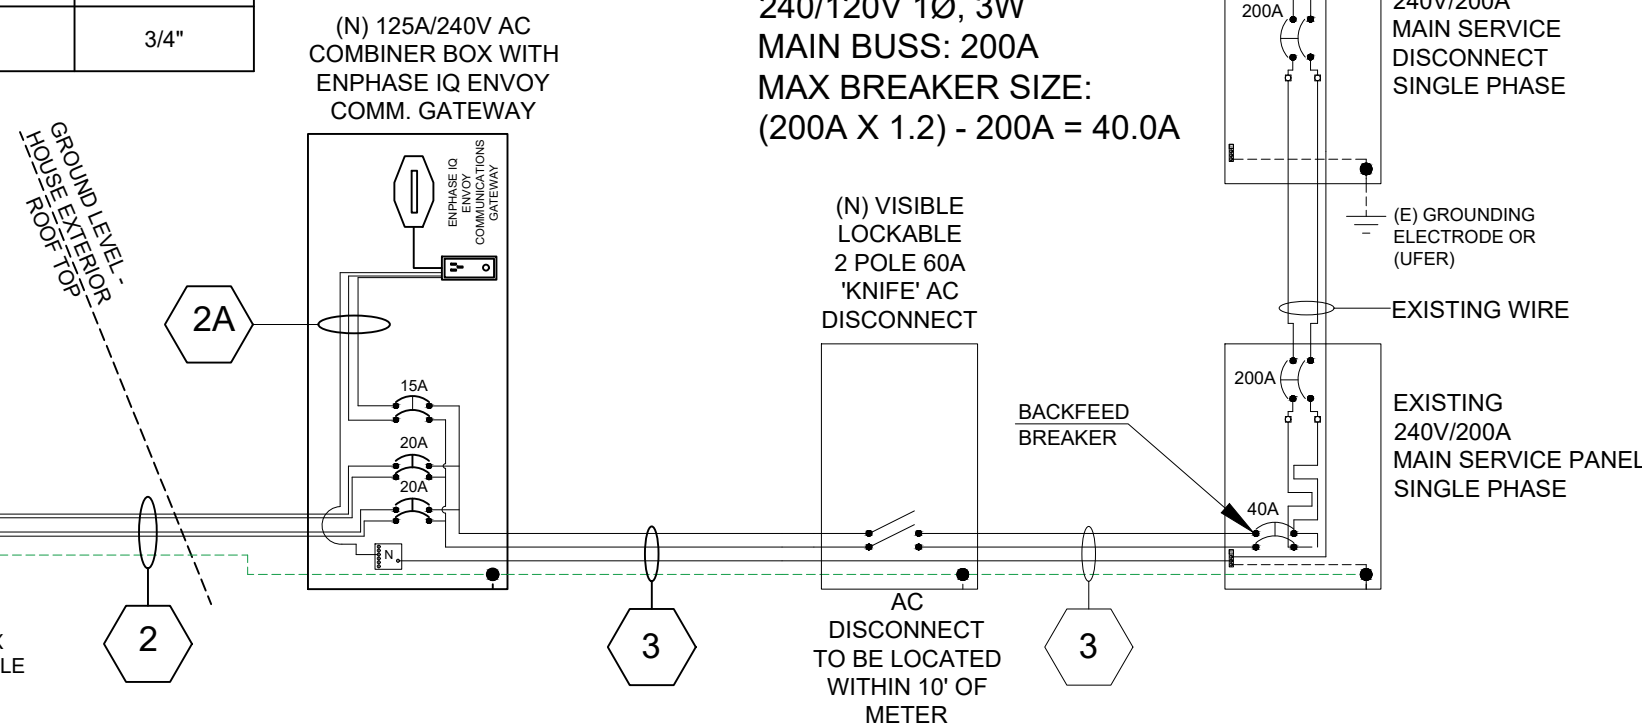 3/4"
(N) 125A/240V AC
COMBINER BOX WITH
ENPHASE IQ ENVOY
COMM. GATEWAY
240/120V 1Ø, 3W
MAIN BUSS: 200A
MAX BREAKER SIZE:
(200A X 1.2) - 200A = 40.0A
200A
240V/200A
MAIN SERVICE
DISCONNECT
SINGLE PHASE
GROUND LEVEL -
HOUSE EXTERIOR
ROOF TOP
ENPHASE IQ
ENVOY
COMMUNICATIONS
GATEWAY
(N) VISIBLE
LOCKABLE
2 POLE 60A
'KNIFE' AC
DISCONNECT
(E) GROUNDING
ELECTRODE OR
(UFER)
2A
EXISTING WIRE
15A
20A
20A
N
BACKFEED
BREAKER
200A
40A
EXISTING
240V/200A
MAIN SERVICE PANEL
SINGLE PHASE
2
3
AC
DISCONNECT
TO BE LOCATED
WITHIN 10' OF
METER
3
LE